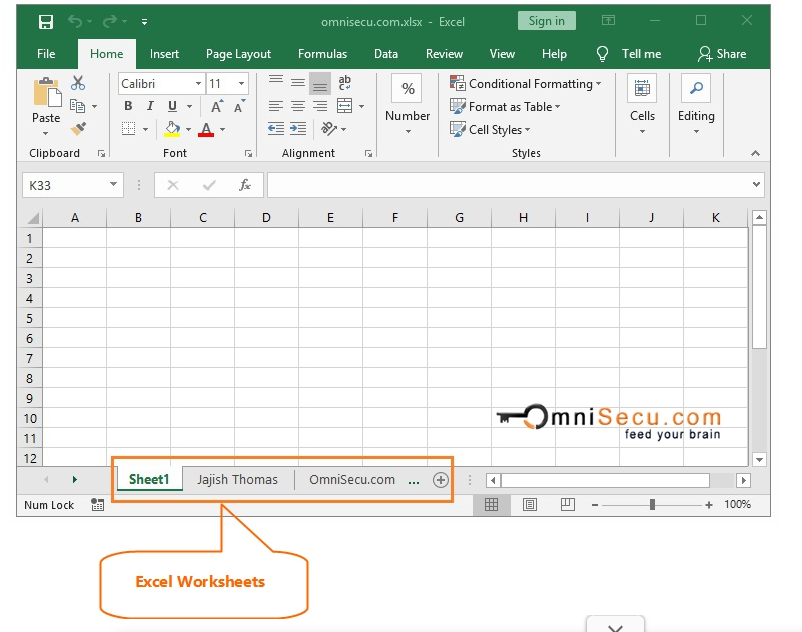 omnisecu.com.xlsx - Excel
Sign in
File Home Insert Page Layout Formulas Data Review View Help Tell me Share
Calibri 11
ab
Conditional Formatting
B I U A A
%
Format as Table
Paste
Number
Cells
Editing
A
Cell Styles
Clipboard Font Alignment Styles
K33 fx
A B C D E F G H I J K
1
2
3
4
5
6
7
8
9
10
11
12
OmniSecu.com
feed your brain
Sheet1 Jajish Thomas OmniSecu.com ...
Num Lock 100%
Excel Worksheets